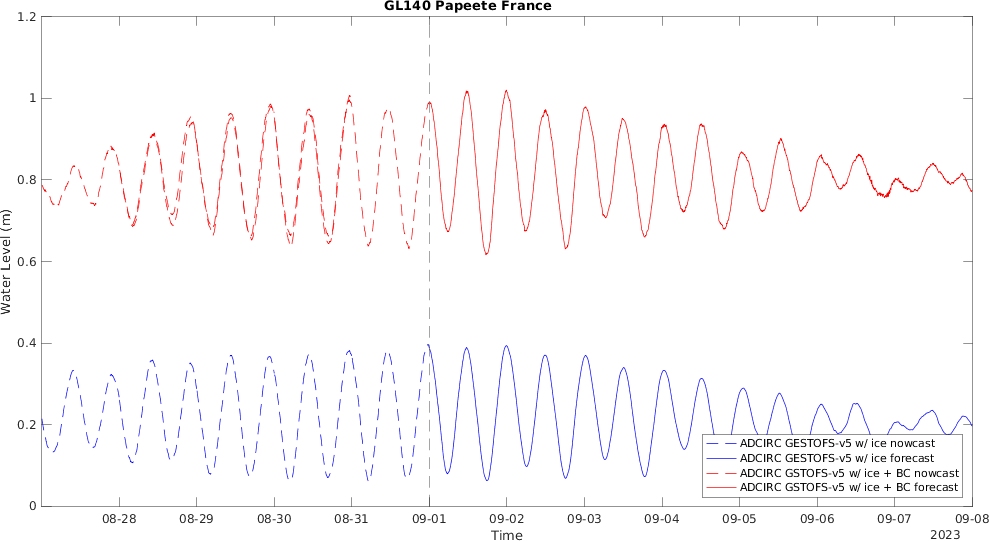 GL140 Papeete France
1.2
1
0.8
0.6
0.4
0.2
0
Water Level (m)
ADCIRC GESTOFS-v5 w/ ice nowcast
ADCIRC GESTOFS-v5 w/ ice forecast
ADCIRC GSTOFS-v5 w/ ice + BC nowcast
ADCIRC GSTOFS-v5 w/ ice + BC forecast
08-28 08-29 08-30 08-31 09-01 09-02 09-03 09-04 09-05 09-06 09-07 09-08
Time
2023